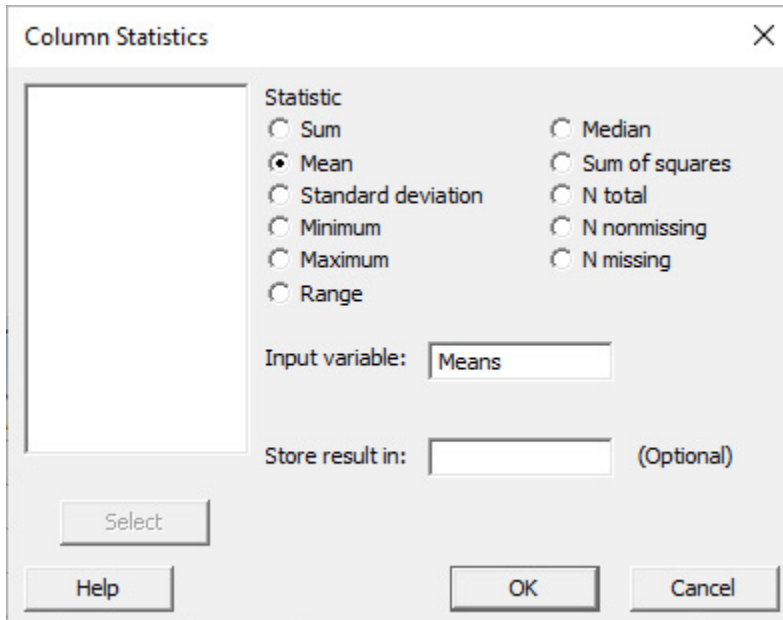 Column Statistics
Statistic
Sum
Mean
Standard deviation
Minimum
Maximum
Range
Median
Sum of squares
N total
N nonmissing
N missing
Input variable: Means
Store result in: (Optional)
Select
Help
OK
Cancel